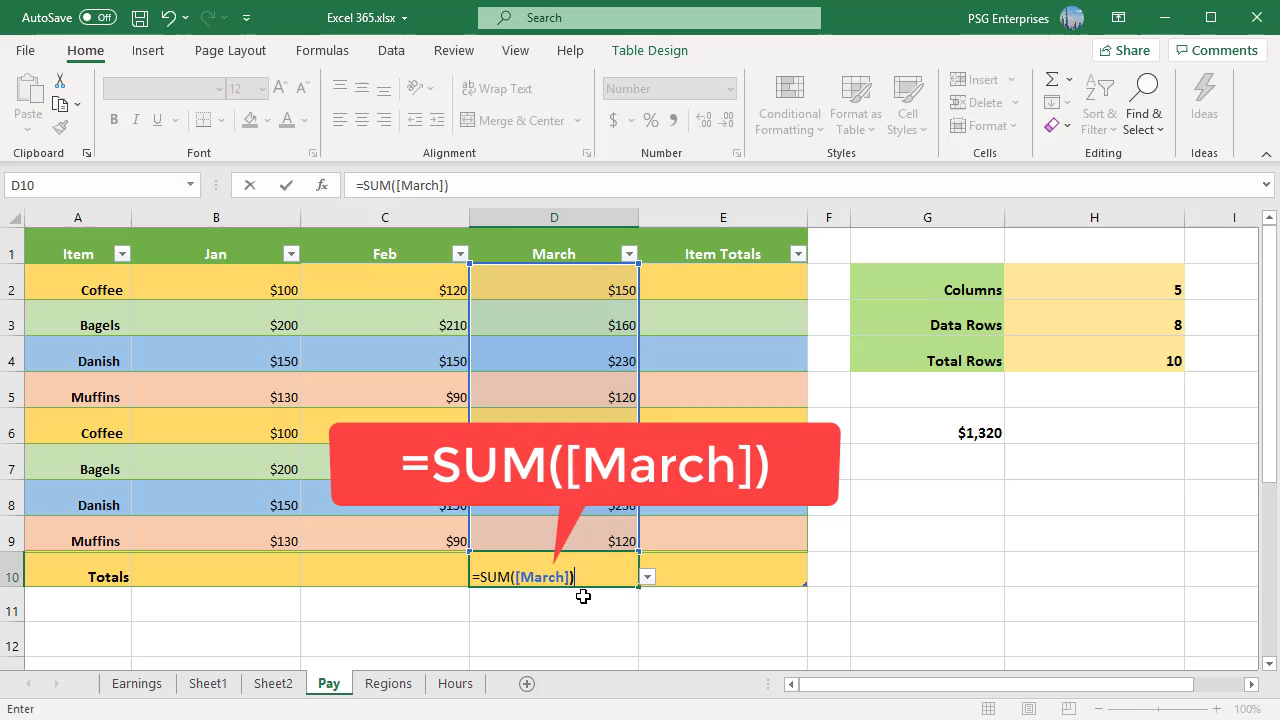 AutoSave Off Excel 365.xlsx Search PSG Enterprises
File Home Insert Page Layout Formulas Data Review View Help Table Design Share Comments
Paste
Clipboard
12
B I U A
Font
Wrap Text
Merge & Center
Alignment
Number
$ % 9
Number
Conditional Formatting
Format as Table
Cell Styles
Styles
Insert
Delete
Format
Cells
Sort & Filter
Find & Select
Editing
Ideas
Ideas
D10 fx =SUM([March])
A B C D E F G H I
1 Item Jan Feb March Item Totals
2 Coffee $100 $120 $150 Columns 5
3 Bagels $200 $210 $160 Data Rows 8
4 Danish $150 $150 $230 Total Rows 10
5 Muffins $130 $90 $120
6 Coffee $100 $1,320
=SUM([March])
7 Bagels $200
8 Danish $150
9 Muffins $130 $90 $120
10 Totals =SUM([March])
11
12
Earnings Sheet1 Sheet2 Pay Regions Hours
Enter 100%